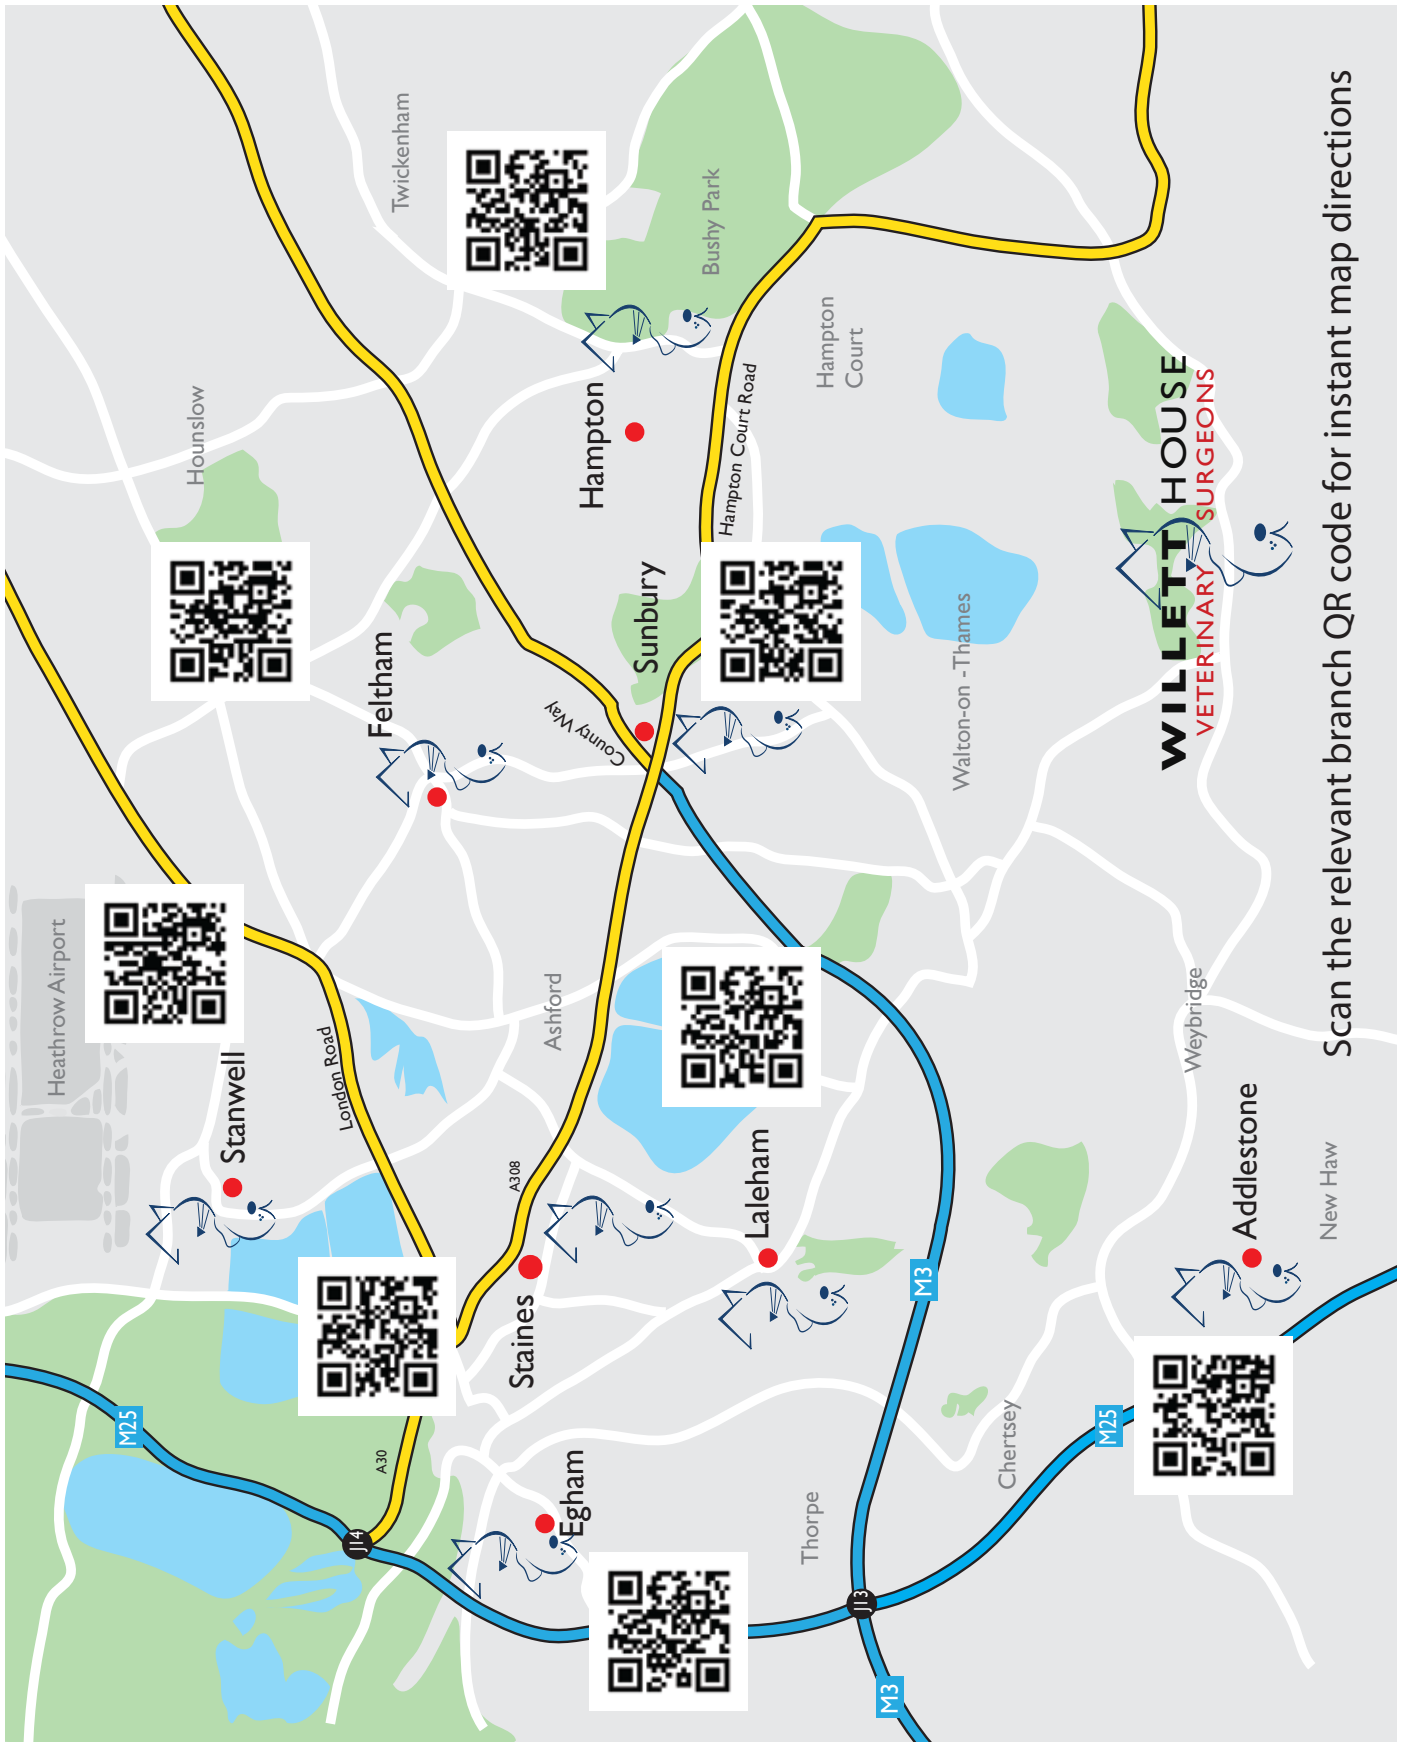 Heathrow Airport
Hounslow
Twickenham
Stanwell
London Road
Feltham
Hampton
Bushy Park
M25
A30
J14
A308
Ashford
County Way
Sunbury
Hampton Court Road
Hampton
Court
Staines
Egham
Laleham
Walton-on -Thames
M3
Thorpe
J13
M3
Chertsey
M25
Weybridge
Addlestone
New Haw
WILLETT HOUSE
VETERINARY SURGEONS
Scan the relevant branch QR code for instant map directions